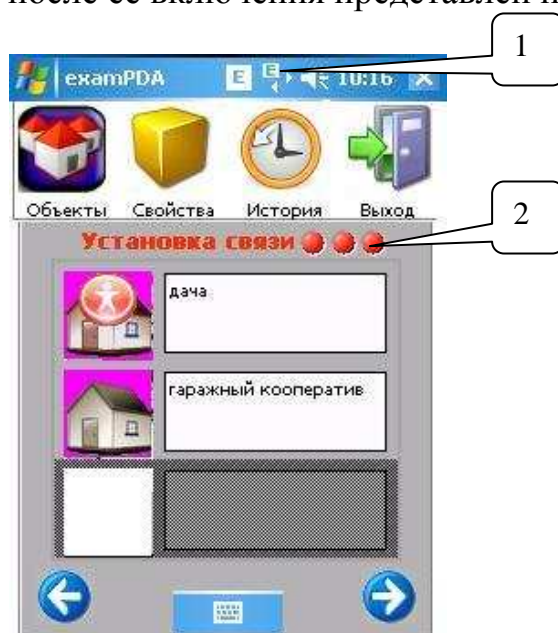 после ее включения представлен н
1
examPDA E E 10:16 X
Объекты Свойства История Выход
2
Установка связи
дача
гаражный кооператив